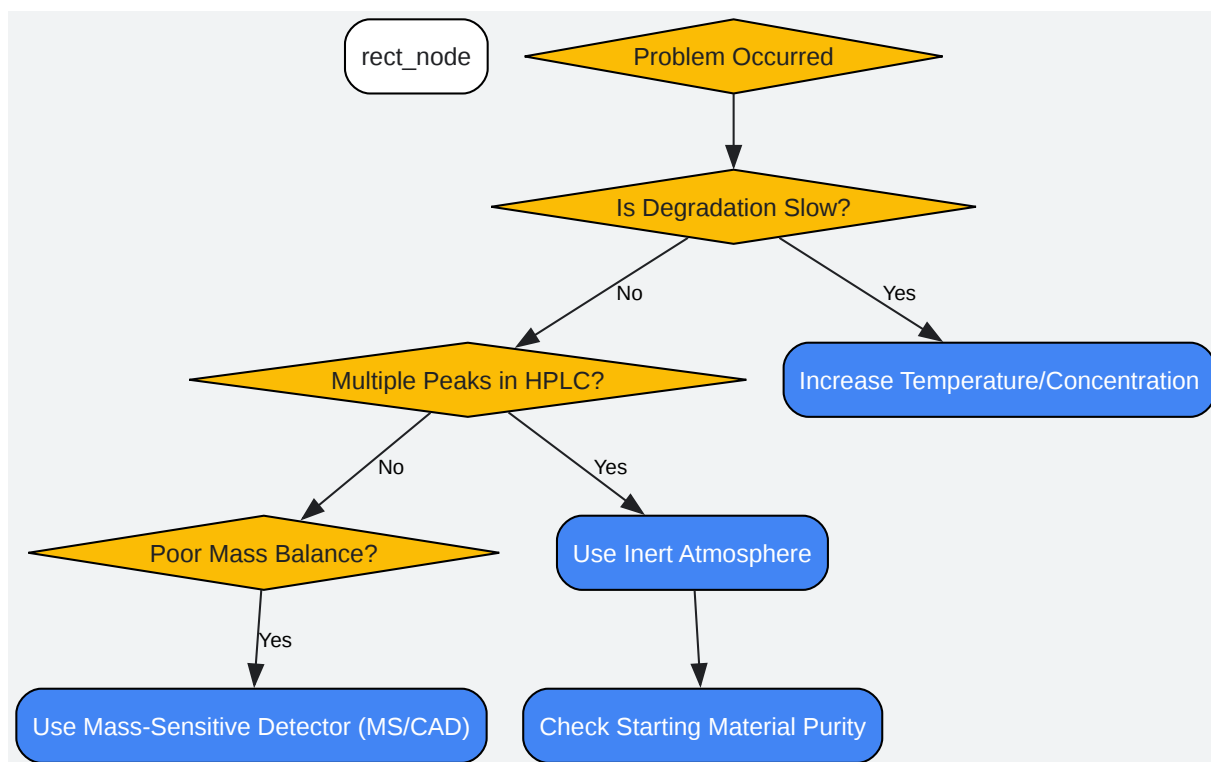 rect_node
Problem Occurred
Is Degradation Slow?
No
Yes
Multiple Peaks in HPLC?
Increase Temperature/Concentration
No
Yes
Poor Mass Balance?
Use Inert Atmosphere
Yes
Use Mass-Sensitive Detector (MS/CAD)
Check Starting Material Purity